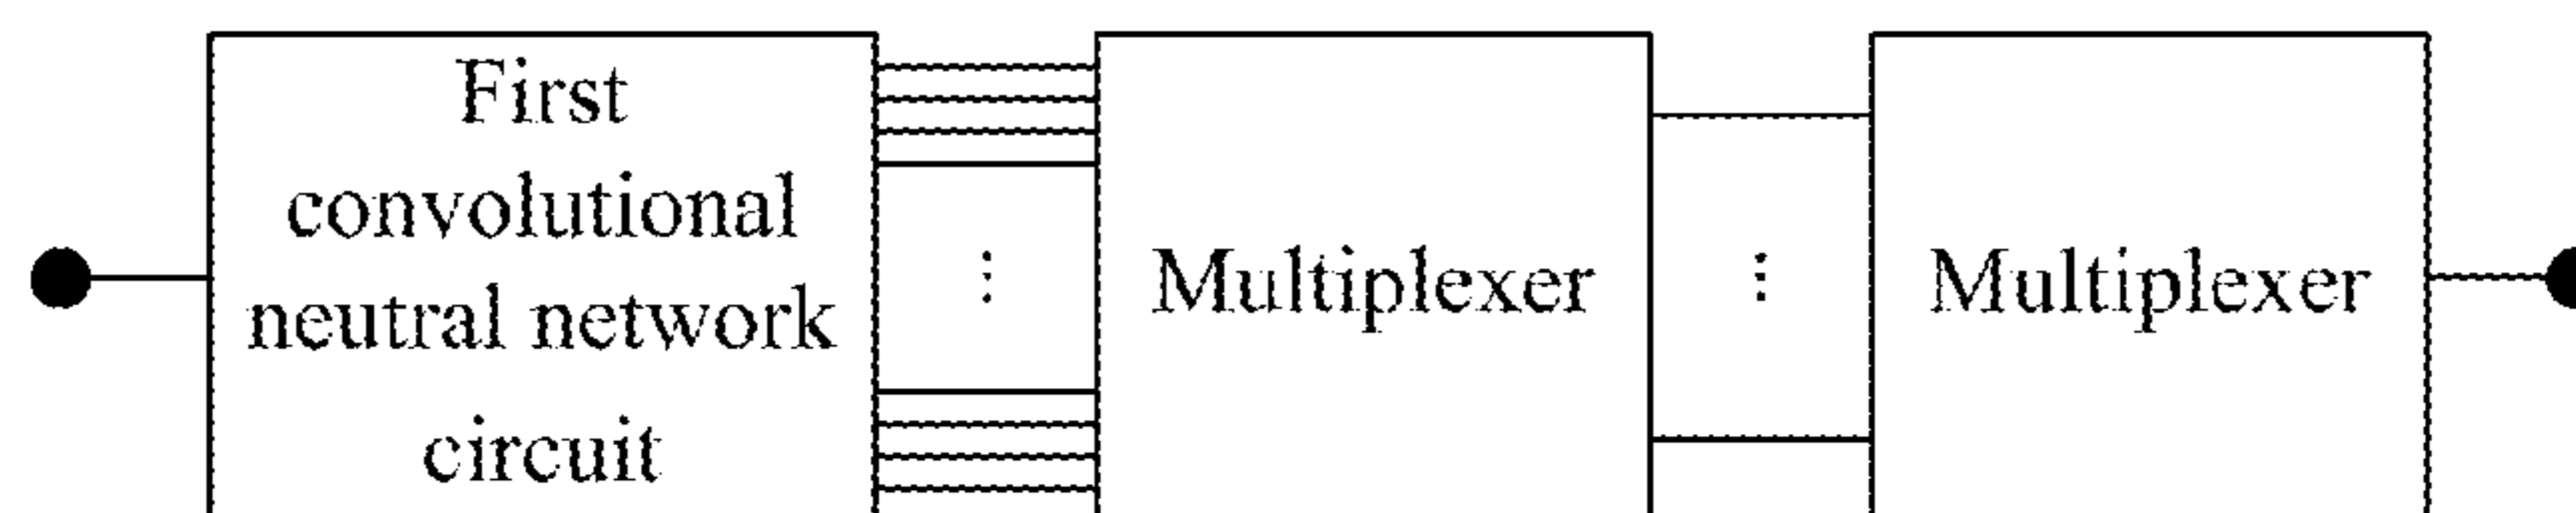 First
convolutional
neutral network
circuit
Multiplexer
Multiplexer